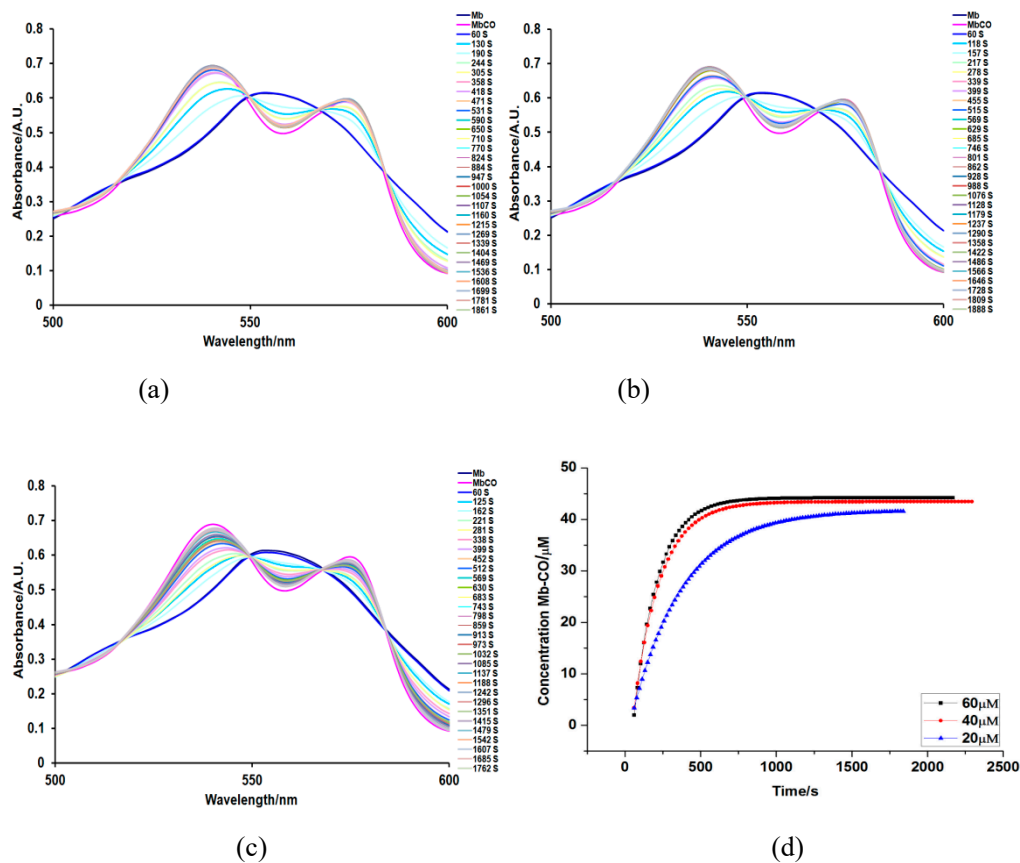 Absorbance/A.U.
0.8
0.7
0.6
0.5
0.4
0.3
0.2
0.1
0
500
550
600
Wavelength/nm
Mb
MbCO
60 S
130 S
190 S
244 S
305 S
358 S
418 S
471 S
531 S
590 S
650 S
710 S
770 S
824 S
884 S
947 S
1000 S
1054 S
1107 S
1160 S
1215 S
1269 S
1339 S
1404 S
1469 S
1536 S
1608 S
1699 S
1781 S
1861 S
(a)
Absorbance/A.U.
0.8
0.7
0.6
0.5
0.4
0.3
0.2
0.1
0
500
550
600
Wavelength/nm
Mb
MbCO
60 S
118 S
157 S
217 S
278 S
339 S
399 S
455 S
515 S
569 S
629 S
685 S
746 S
801 S
862 S
928 S
988 S
1076 S
1128 S
1179 S
1237 S
1290 S
1358 S
1422 S
1486 S
1566 S
1646 S
1728 S
1809 S
1888 S
(b)
Absorbance/A.U.
0.8
0.7
0.6
0.5
0.4
0.3
0.2
0.1
0
500
550
600
Wavelength/nm
Mb
MbCO
60 S
125 S
162 S
221 S
281 S
338 S
399 S
452 S
512 S
569 S
630 S
683 S
743 S
798 S
859 S
913 S
973 S
1032 S
1085 S
1137 S
1188 S
1242 S
1296 S
1351 S
1415 S
1479 S
1542 S
1607 S
1685 S
1762 S
(c)
Concentration Mb-CO/μM
50
40
30
20
10
0
0
500
1000
1500
2000
2500
Time/s
60μM
40μM
20μM
(d)